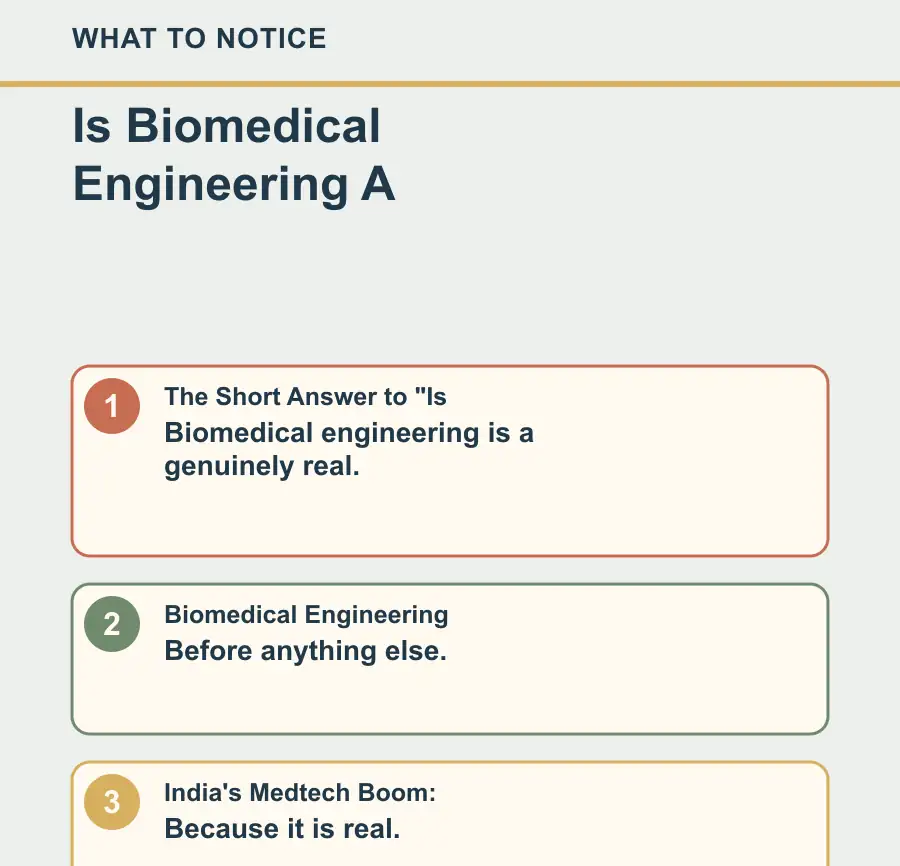 WHAT TO NOTICE
Is Biomedical
Engineering A
1
The Short Answer to "Is
Biomedical engineering is a
genuinely real.
2
Biomedical Engineering
Before anything else.
3
India's Medtech Boom:
Because it is real.